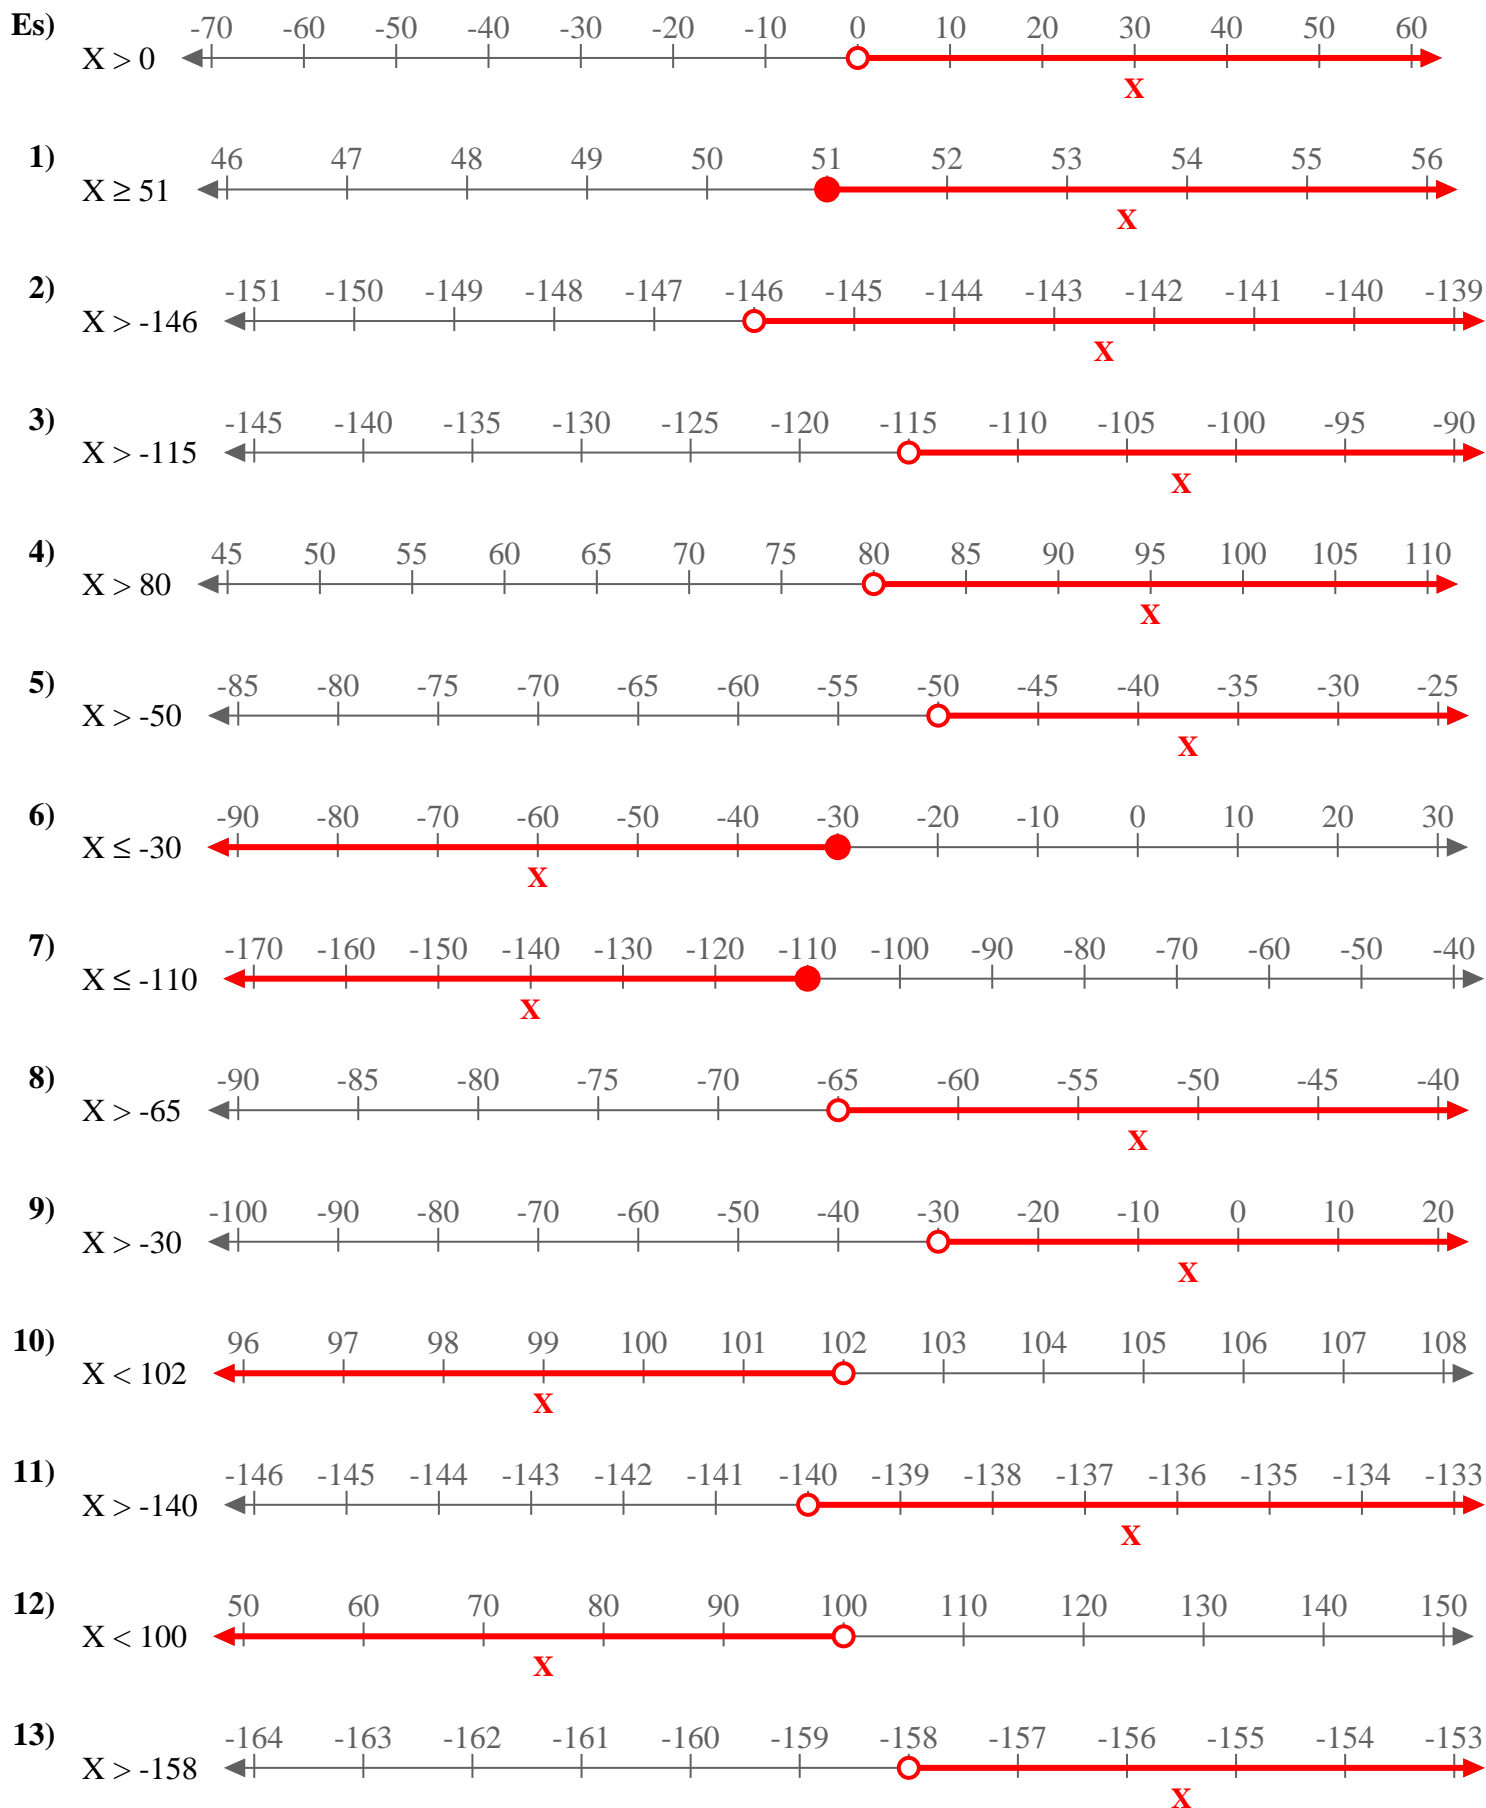 Es) -70 -60 -50 -40 -30 -20 -10 0 10 20 30 40 50 60
X > 0
X
1) 46 47 48 49 50 51 52 53 54 55 56
X ≥ 51
X
2) -151 -150 -149 -148 -147 -146 -145 -144 -143 -142 -141 -140 -139
X > -146
X
3) -145 -140 -135 -130 -125 -120 -115 -110 -105 -100 -95 -90
X > -115
X
4) 45 50 55 60 65 70 75 80 85 90 95 100 105 110
X > 80
X
5) -85 -80 -75 -70 -65 -60 -55 -50 -45 -40 -35 -30 -25
X > -50
X
6) -90 -80 -70 -60 -50 -40 -30 -20 -10 0 10 20 30
X ≤ -30
X
7) -170 -160 -150 -140 -130 -120 -110 -100 -90 -80 -70 -60 -50 -40
X ≤ -110
X
8) -90 -85 -80 -75 -70 -65 -60 -55 -50 -45 -40
X > -65
X
9) -100 -90 -80 -70 -60 -50 -40 -30 -20 -10 0 10 20
X > -30
X
10) 96 97 98 99 100 101 102 103 104 105 106 107 108
X < 102
X
11) -146 -145 -144 -143 -142 -141 -140 -139 -138 -137 -136 -135 -134 -133
X > -140
X
12) 50 60 70 80 90 100 110 120 130 140 150
X < 100
X
13) -164 -163 -162 -161 -160 -159 -158 -157 -156 -155 -154 -153
X > -158
X